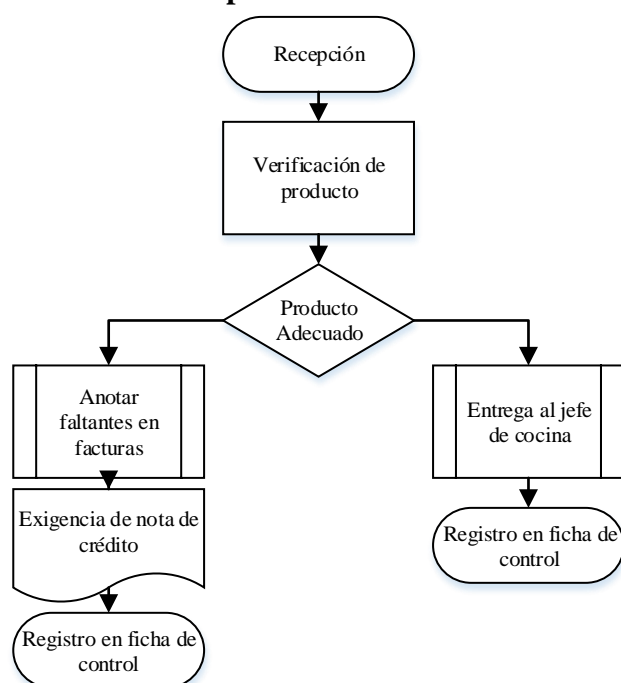 Recepción
Verificación de
producto
Producto
Adecuado
Anotar
faltantes en
facturas
Entrega al jefe
de cocina
Exigencia de nota de
crédito
Registro en ficha de
control
Registro en ficha de
control